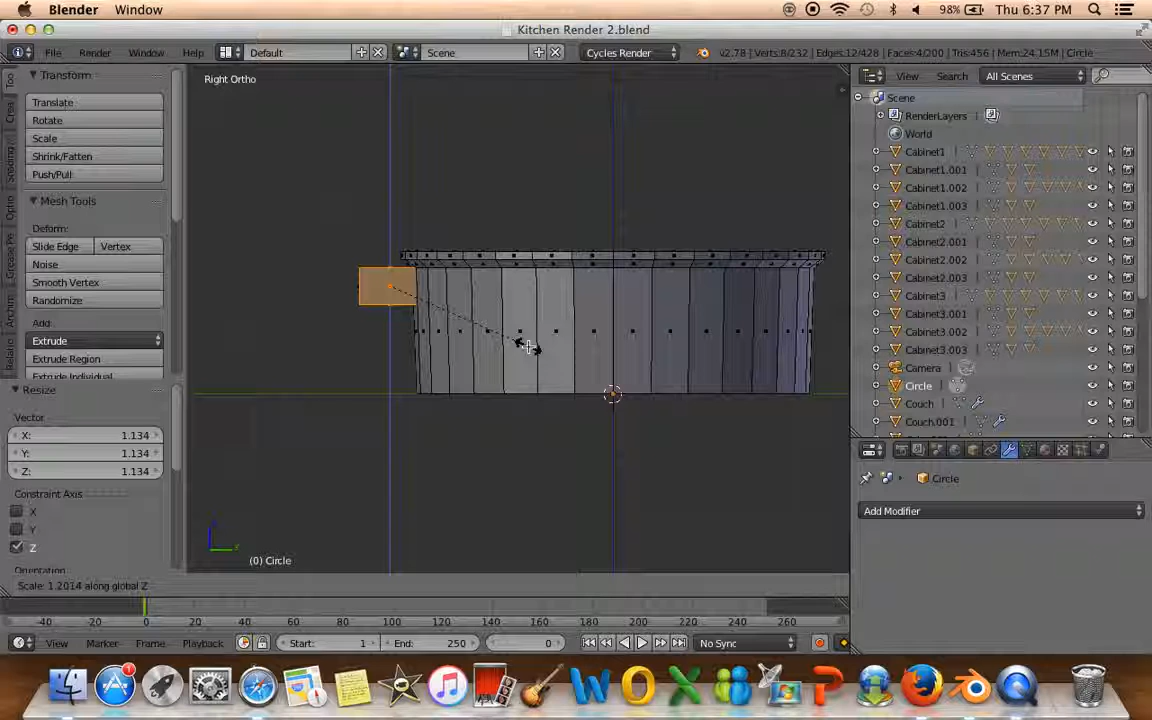 Blender Window 98% Thu 6:37 PM
Kitchen Render 2.blend
File Render Window Help Default Scene Cycles Render v2.78 | Verts:8/232 | Edges:12/428 | Faces:4/200 | Tris:456 | Mem:24.15M | Circle
Transform
Right Ortho
View Search All Scenes
Translate
Rotate
Scale
Shrink/Fatten
Push/Pull
Mesh Tools
Deform:
Slide Edge Vertex
Noise
Smooth Vertex
Randomize
Add:
Extrude
Extrude Region
Extrude Individual
Resize
Vector
X: 1.134
Y: 1.134
Z: 1.134
Constraint Axis
X
Y
Z
Orientation
Scale: 1.2014 along global Z
(0) Circle
Scene
RenderLayers
World
Cabinet1
Cabinet1.001
Cabinet1.002
Cabinet1.003
Cabinet2
Cabinet2.001
Cabinet2.002
Cabinet2.003
Cabinet3
Cabinet3.001
Cabinet3.002
Cabinet3.003
Camera
Circle
Couch
Couch.001
Circle
Add Modifier
-40 -20 0 20 40 60 80 100 120 140 160 180 200 220 240 260
View Marker Frame Playback Start: 1 End: 250 0 No Sync